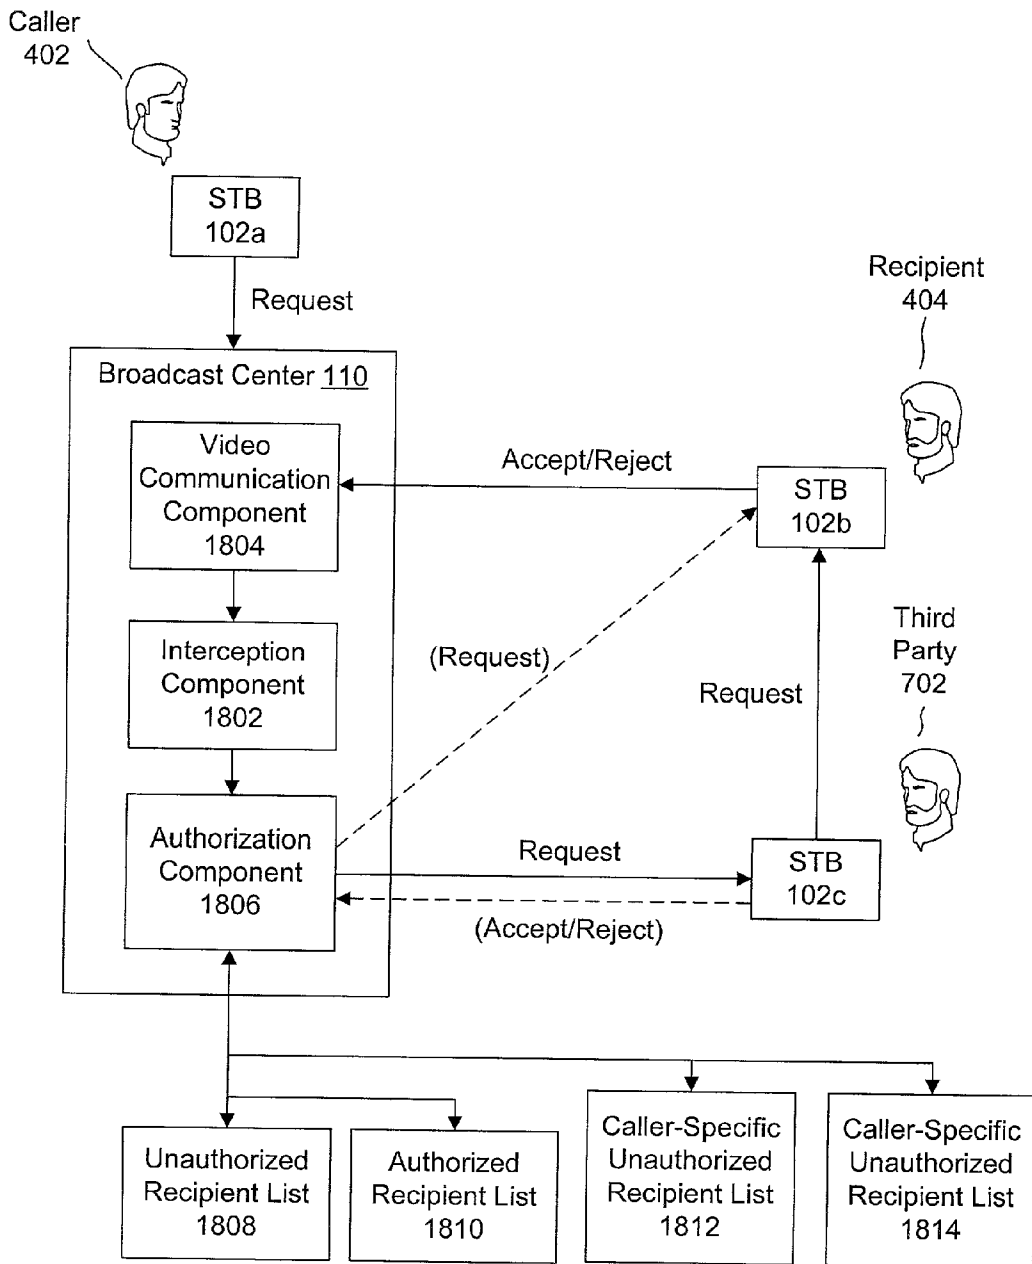 Caller
402
STB
102a
Request
Recipient
404
Broadcast Center 110
Video
Communication
Component
1804
Accept/Reject
STB
102b
Interception
Component
1802
(Request)
Third
Party
702
Request
Authorization
Component
1806
Request
STB
102c
(Accept/Reject)
Unauthorized
Recipient List
1808
Authorized
Recipient List
1810
Caller-Specific
Unauthorized
Recipient List
1812
Caller-Specific
Unauthorized
Recipient List
1814